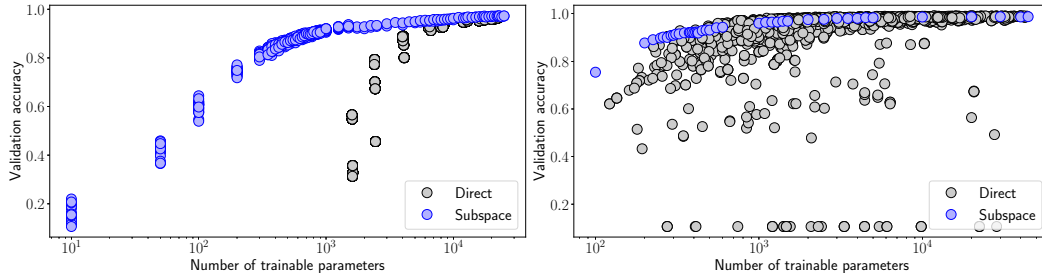 1.0
0.8
0.6
0.4
0.2
Validation accuracy
10^1
10^2
10^3
10^4
Number of trainable parameters
Direct
Subspace
1.0
0.8
0.6
0.4
0.2
Validation accuracy
10^2
10^3
10^4
Number of trainable parameters
Direct
Subspace